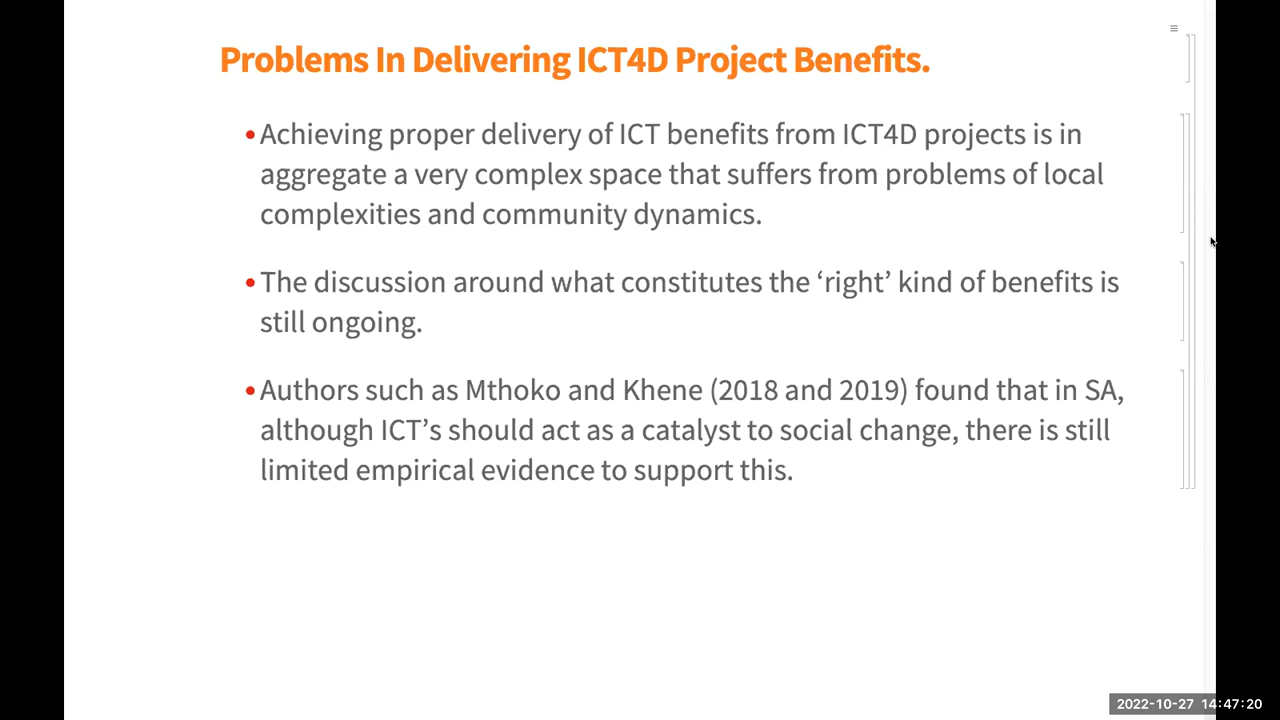 Problems In Delivering ICT4D Project Benefits.
•Achieving proper delivery of ICT benefits from ICT4D projects is in
aggregate a very complex space that suffers from problems of local
complexities and community dynamics.
•The discussion around what constitutes the ‘right’ kind of benefits is
still ongoing.
•Authors such as Mthoko and Khene (2018 and 2019) found that in SA,
although ICT’s should act as a catalyst to social change, there is still
limited empirical evidence to support this.
2022-10-27 14:47:20